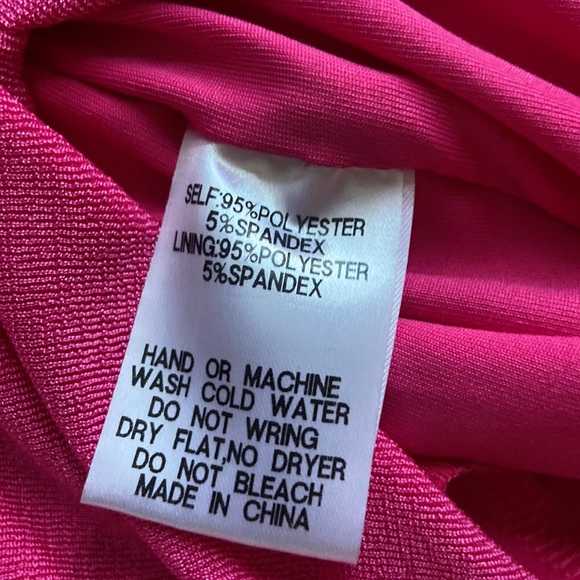 SELF:95%POLYESTER
5%SPANDEX
LINING:95%POLYESTER
5%SPANDEX
HAND OR MACHINE
WASH COLD WATER
DO NOT WRING
DRY FLAT,NO DRYER
DO NOT BLEACH
MADE IN CHINA